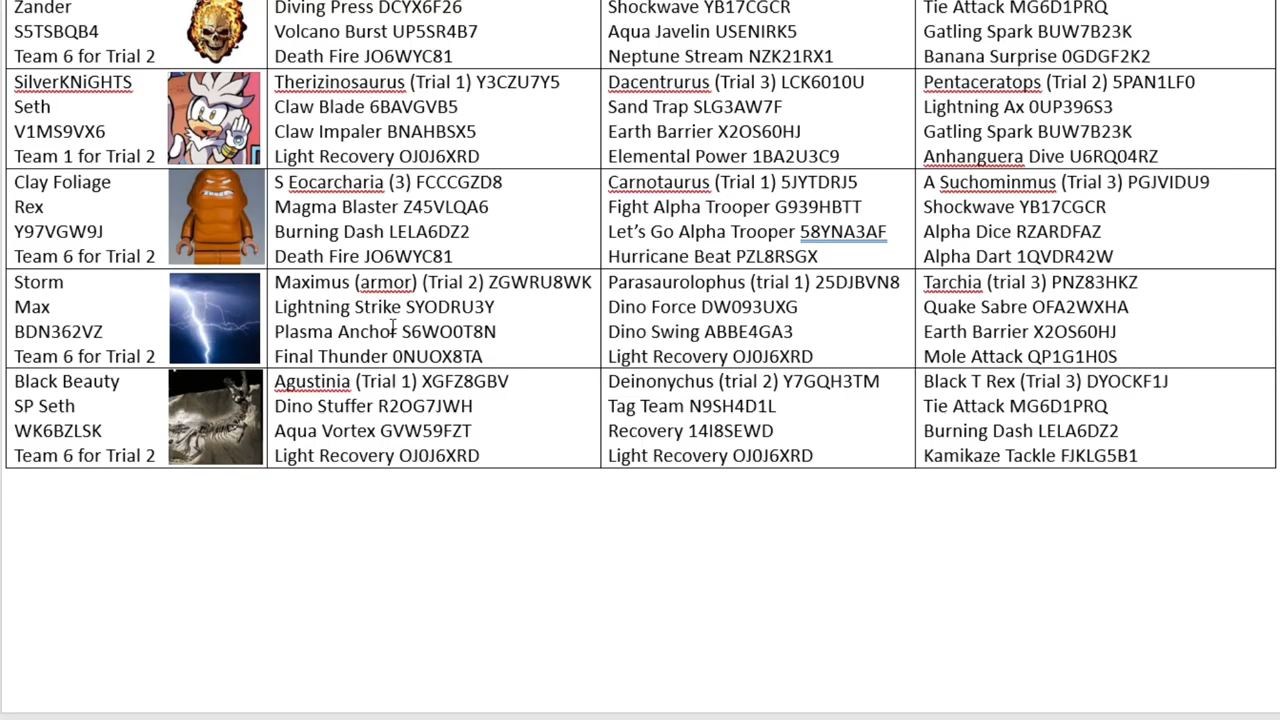 Zander
S5TSBQB4
Team 6 for Trial 2
Diving Press DCYX6F26
Volcano Burst UP5SR4B7
Death Fire JO6WYC81
Shockwave YB17CGCR
Aqua Javelin USENIRK5
Neptune Stream NZK21RX1
Tie Attack MG6D1PRQ
Gatling Spark BUW7B23K
Banana Surprise 0GDGF2K2
SilverKNiGHTS
Seth
V1MS9VX6
Team 1 for Trial 2
Therizinosaurus (Trial 1) Y3CZU7Y5
Claw Blade 6BAVGVB5
Claw Impaler BNAHBSX5
Light Recovery OJ0J6XRD
Dacentrurus (Trial 3) LCK6010U
Sand Trap SLG3AW7F
Earth Barrier X2OS60HJ
Elemental Power 1BA2U3C9
Pentaceratops (Trial 2) 5PAN1LF0
Lightning Ax 0UP396S3
Gatling Spark BUW7B23K
Anhanguera Dive U6RQ04RZ
Clay Foliage
Rex
Y97VGW9J
Team 6 for Trial 2
S Eocarcharia (3) FCCCGZD8
Magma Blaster Z45VLQA6
Burning Dash LELA6DZ2
Death Fire JO6WYC81
Carnotaurus (Trial 1) 5JYTDRJ5
Fight Alpha Trooper G939HBTT
Let’s Go Alpha Trooper 58YNA3AF
Hurricane Beat PZL8RSGX
A Suchominmus (Trial 3) PGJVIDU9
Shockwave YB17CGCR
Alpha Dice RZARDFAZ
Alpha Dart 1QVDR42W
Storm
Max
BDN362VZ
Team 6 for Trial 2
Maximus (armor) (Trial 2) ZGWRU8WK
Lightning Strike SYODRU3Y
Plasma Anchor S6WO0T8N
Final Thunder 0NUOX8TA
Parasaurolophus (trial 1) 25DJBVN8
Dino Force DW093UXG
Dino Swing ABBE4GA3
Light Recovery OJ0J6XRD
Tarchia (trial 3) PNZ83HKZ
Quake Sabre OFA2WXHA
Earth Barrier X2OS60HJ
Mole Attack QP1G1H0S
Black Beauty
SP Seth
WK6BZLSK
Team 6 for Trial 2
Agustinia (Trial 1) XGFZ8GBV
Dino Stuffer R2OG7JWH
Aqua Vortex GVW59FZT
Light Recovery OJ0J6XRD
Deinonychus (trial 2) Y7GQH3TM
Tag Team N9SH4D1L
Recovery 14I8SEWD
Light Recovery OJ0J6XRD
Black T Rex (Trial 3) DYOCKF1J
Tie Attack MG6D1PRQ
Burning Dash LELA6DZ2
Kamikaze Tackle FJKLG5B1